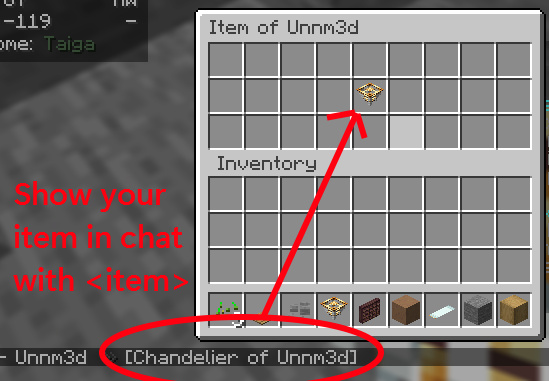 -119 –
ome: Taiga
Item of Unnm3d
Inventory
Show your
item in chat
with <item>
- Unnm3d » [Chandelier of Unnm3d]